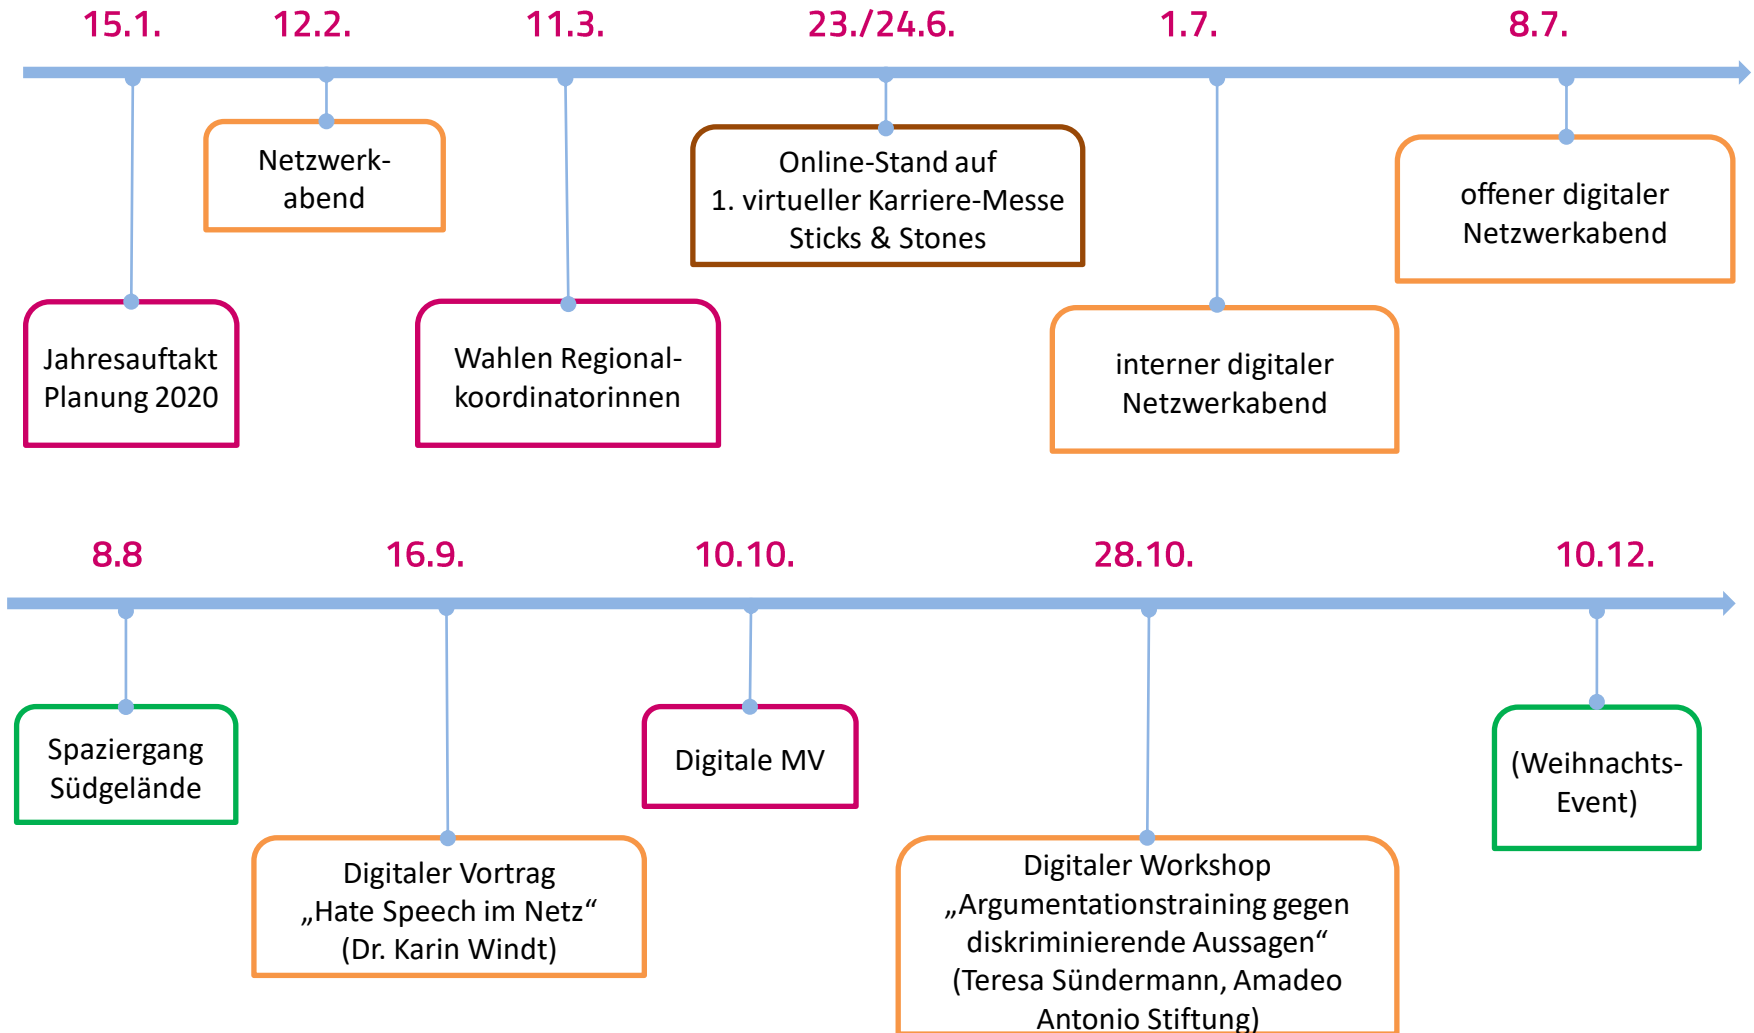 15.1.
12.2.
11.3.
23./24.6.
1.7.
8.7.
Jahresauftakt
Planung 2020
Netzwerk-
abend
Wahlen Regional-
koordinatorinnen
Online-Stand auf
1. virtueller Karriere-Messe
Sticks & Stones
interner digitaler
Netzwerkabend
offener digitaler
Netzwerkabend
8.8
16.9.
10.10.
28.10.
10.12.
Spaziergang
Südgelände
Digitaler Vortrag
„Hate Speech im Netz“
(Dr. Karin Windt)
Digitale MV
Digitaler Workshop
„Argumentationstraining gegen
diskriminierende Aussagen“
(Teresa Sündermann, Amadeo
Antonio Stiftung)
(Weihnachts-
Event)